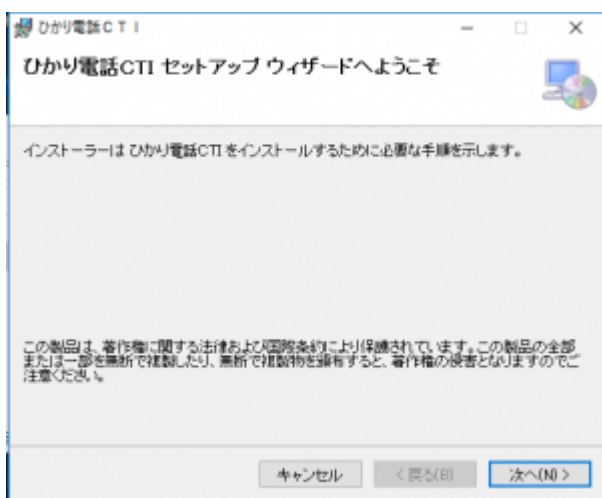 ひかり電話CTI
ひかり電話CTI セットアップ ウィザードへようこそ
インストーラーは ひかり電話CTI をインストールするために必要な手順を示します。
この製品は、著作権に関する法律および国際条約により保護されています。この製品の全部
または一部を無断で複製したり、無断で複製物を頒布すると、著作権の侵害となりますのでご
注意ください。
キャンセル
< 戻る(B)
次へ(N) >